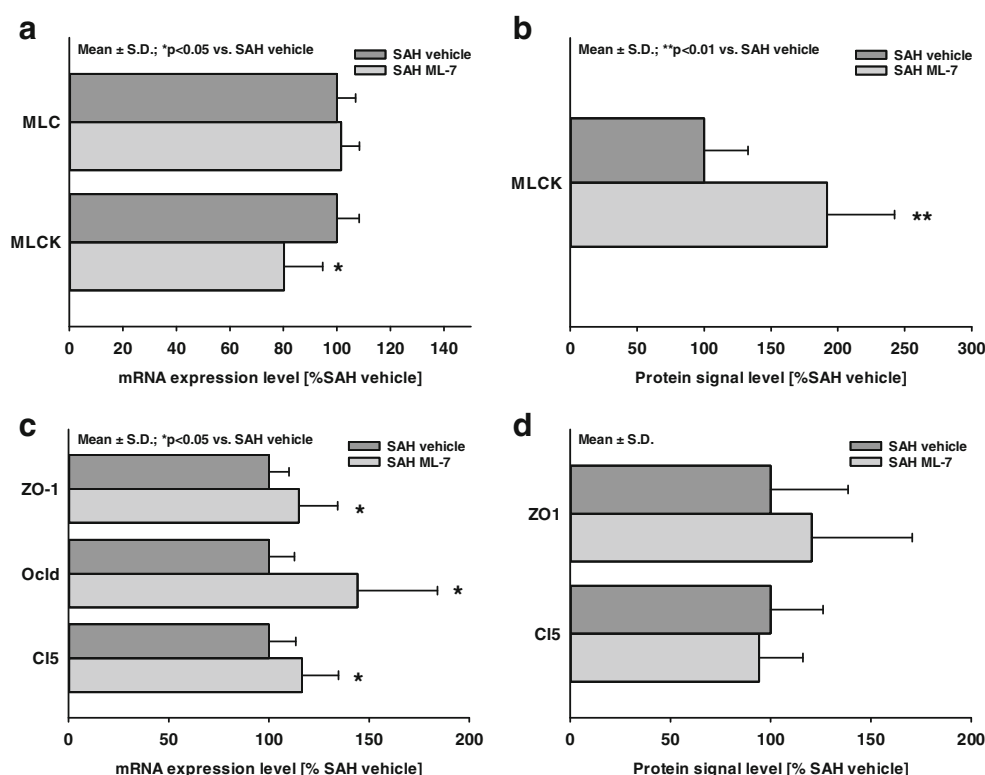 a
Mean ± S.D.; *p<0.05 vs. SAH vehicle
SAH vehicle
SAH ML-7
MLC
MLCK
*
0 20 40 60 80 100 120 140
mRNA expression level [%SAH vehicle]
b
Mean ± S.D.; **p<0.01 vs. SAH vehicle
SAH vehicle
SAH ML-7
MLCK
**
0 50 100 150 200 250 300
Protein signal level [%SAH vehicle]
c
Mean ± S.D.; *p<0.05 vs. SAH vehicle
SAH vehicle
SAH ML-7
ZO-1
*
Ocld
*
Cl5
*
0 50 100 150 200
mRNA expression level [% SAH vehicle]
d
Mean ± S.D.
SAH vehicle
SAH ML-7
ZO1
Cl5
0 50 100 150 200
Protein signal level [% SAH vehicle]